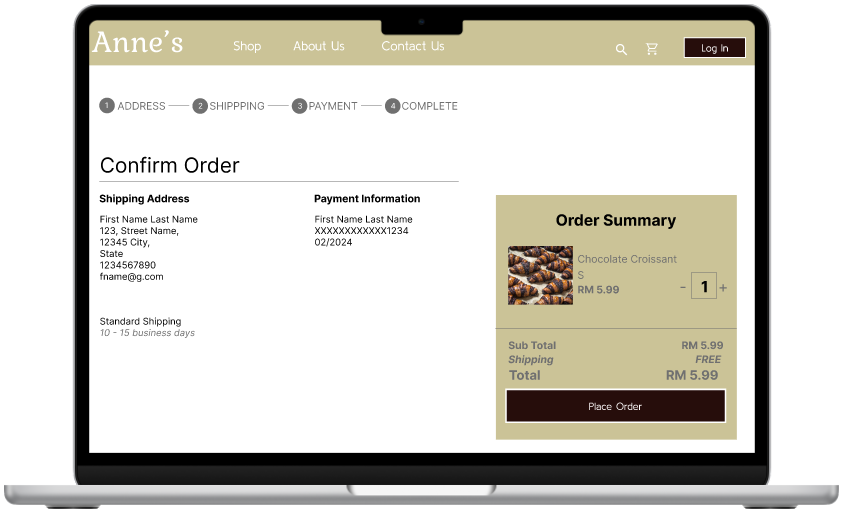 Anne's
Shop About Us Contact Us
Log In
1 ADDRESS 2 SHIPPPING 3 PAYMENT 4 COMPLETE
Confirm Order
Shipping Address
First Name Last Name
123, Street Name,
12345 City,
State
1234567890
fname@g.com
Standard Shipping
10 - 15 business days
Payment Information
First Name Last Name
XXXXXXXXXXXX1234
02/2024
Order Summary
Chocolate Croissant
S
RM 5.99
- 1 +
Sub Total RM 5.99
Shipping FREE
Total RM 5.99
Place Order